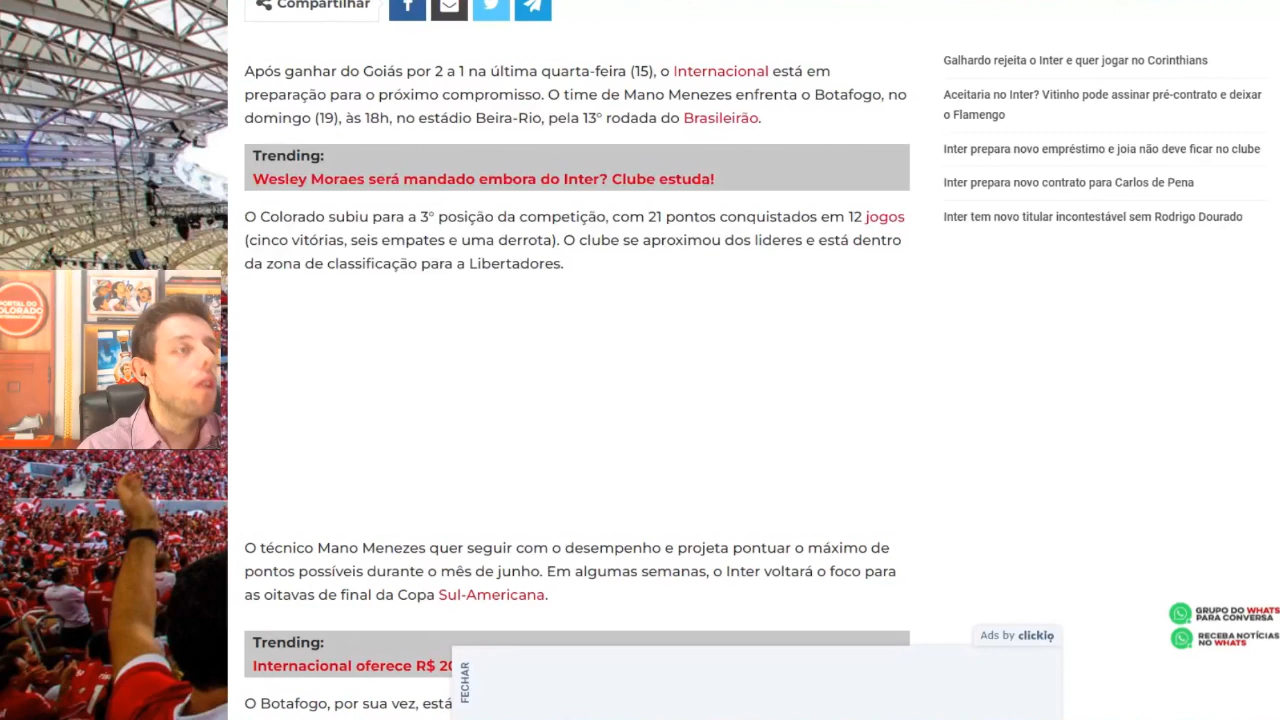 Compartilhar
Após ganhar do Goiás por 2 a 1 na última quarta-feira (15), o Internacional está em
preparação para o próximo compromisso. O time de Mano Menezes enfrenta o Botafogo, no
domingo (19), às 18h, no estádio Beira-Rio, pela 13° rodada do Brasileirão.
Trending:
Wesley Moraes será mandado embora do Inter? Clube estuda!
O Colorado subiu para a 3° posição da competição, com 21 pontos conquistados em 12 jogos
(cinco vitórias, seis empates e uma derrota). O clube se aproximou dos lideres e está dentro
da zona de classificação para a Libertadores.
O técnico Mano Menezes quer seguir com o desempenho e projeta pontuar o máximo de
pontos possíveis durante o mês de junho. Em algumas semanas, o Inter voltará o foco para
as oitavas de final da Copa Sul-Americana.
Trending:
Internacional oferece R$ 20
O Botafogo, por sua vez, está
Galhardo rejeita o Inter e quer jogar no Corinthians
Aceitaria no Inter? Vitinho pode assinar pré-contrato e deixar
o Flamengo
Inter prepara novo empréstimo e joia não deve ficar no clube
Inter prepara novo contrato para Carlos de Pena
Inter tem novo titular incontestável sem Rodrigo Dourado
PORTAL DO
COLORADO
GRUPO DO WHATS
PARA CONVERSA
RECEBA NOTÍCIAS
NO WHATS
Ads by clickio
FECHAR